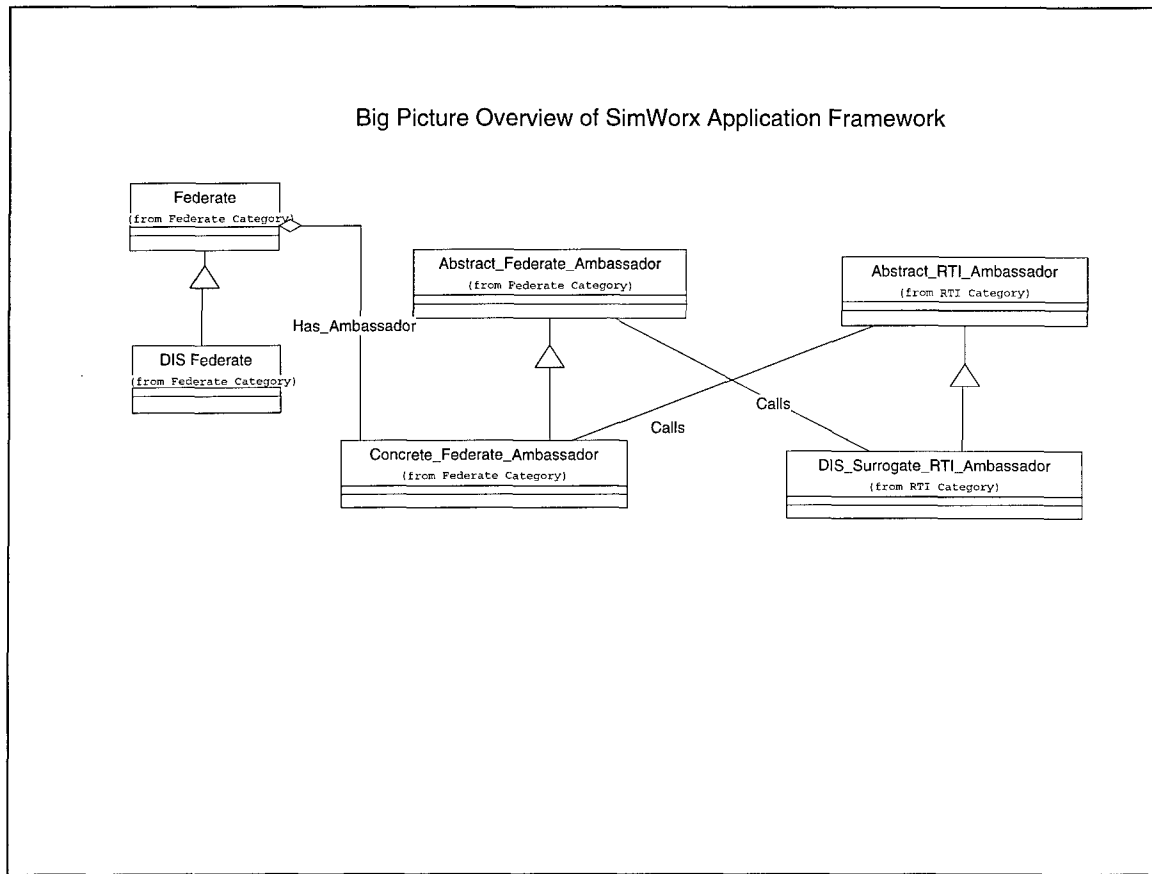 Big Picture Overview of SimWorx Application Framework
Federate
(from Federate Category)
Abstract_Federate_Ambassador
(from Federate Category)
Abstract_RTI_Ambassador
(from RTI Category)
Has_Ambassador
DIS Federate
(from Federate Category)
Calls
Calls
Concrete_Federate_Ambassador
(from Federate Category)
DIS_Surrogate_RTI_Ambassador
(from RTI Category)